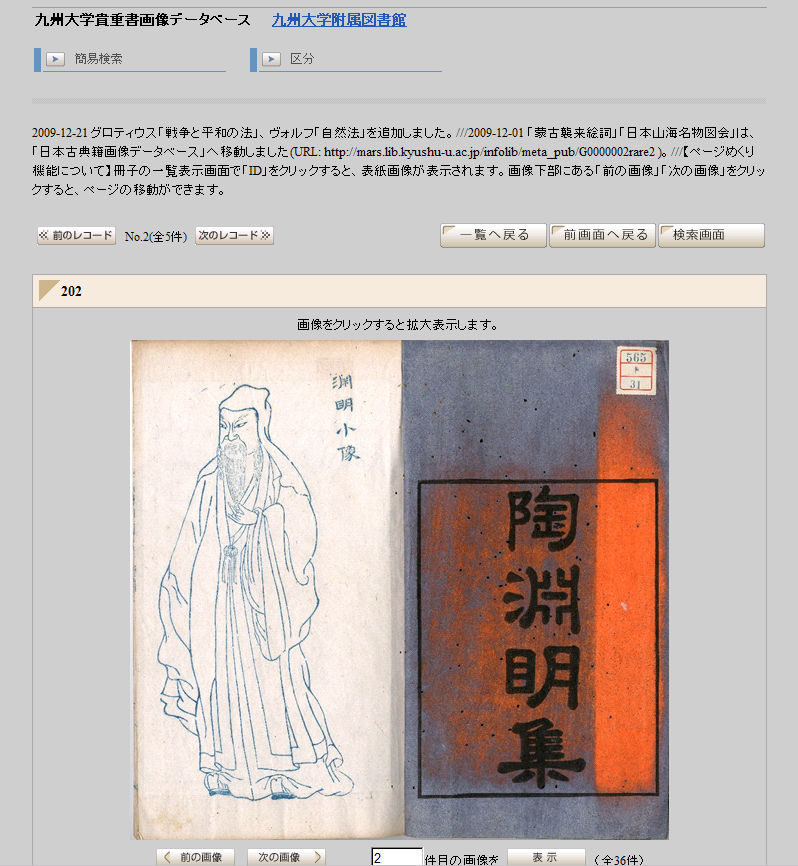 九州大学貴重書画像データベース 九州大学附属図書館
簡易検索 区分
2009-12-21 グロティウス「戦争と平和の法」、ヴォルフ「自然法」を追加しました。///2009-12-01 「蒙古襲来絵詞」「日本山海名物図会」は、
「日本古典籍画像データベース」へ移動しました(URL: http://mars.lib.kyushu-u.ac.jp/infolib/meta_pub/G0000002rare2 )。///【ページめくり
機能について】冊子の一覧表示画面で「ID」をクリックすると、表紙画像が表示されます。画像下部にある「前の画像」「次の画像」をクリッ
クすると、ページの移動ができます。
前のレコード No.2(全5件) 次のレコード 一覧へ戻る 前画面へ戻る 検索画面
202
画像をクリックすると拡大表示します。
淵明小像
565
ト
31
陶淵明集
前の画像 次の画像 2 件目の画像を 表示 (全36件)